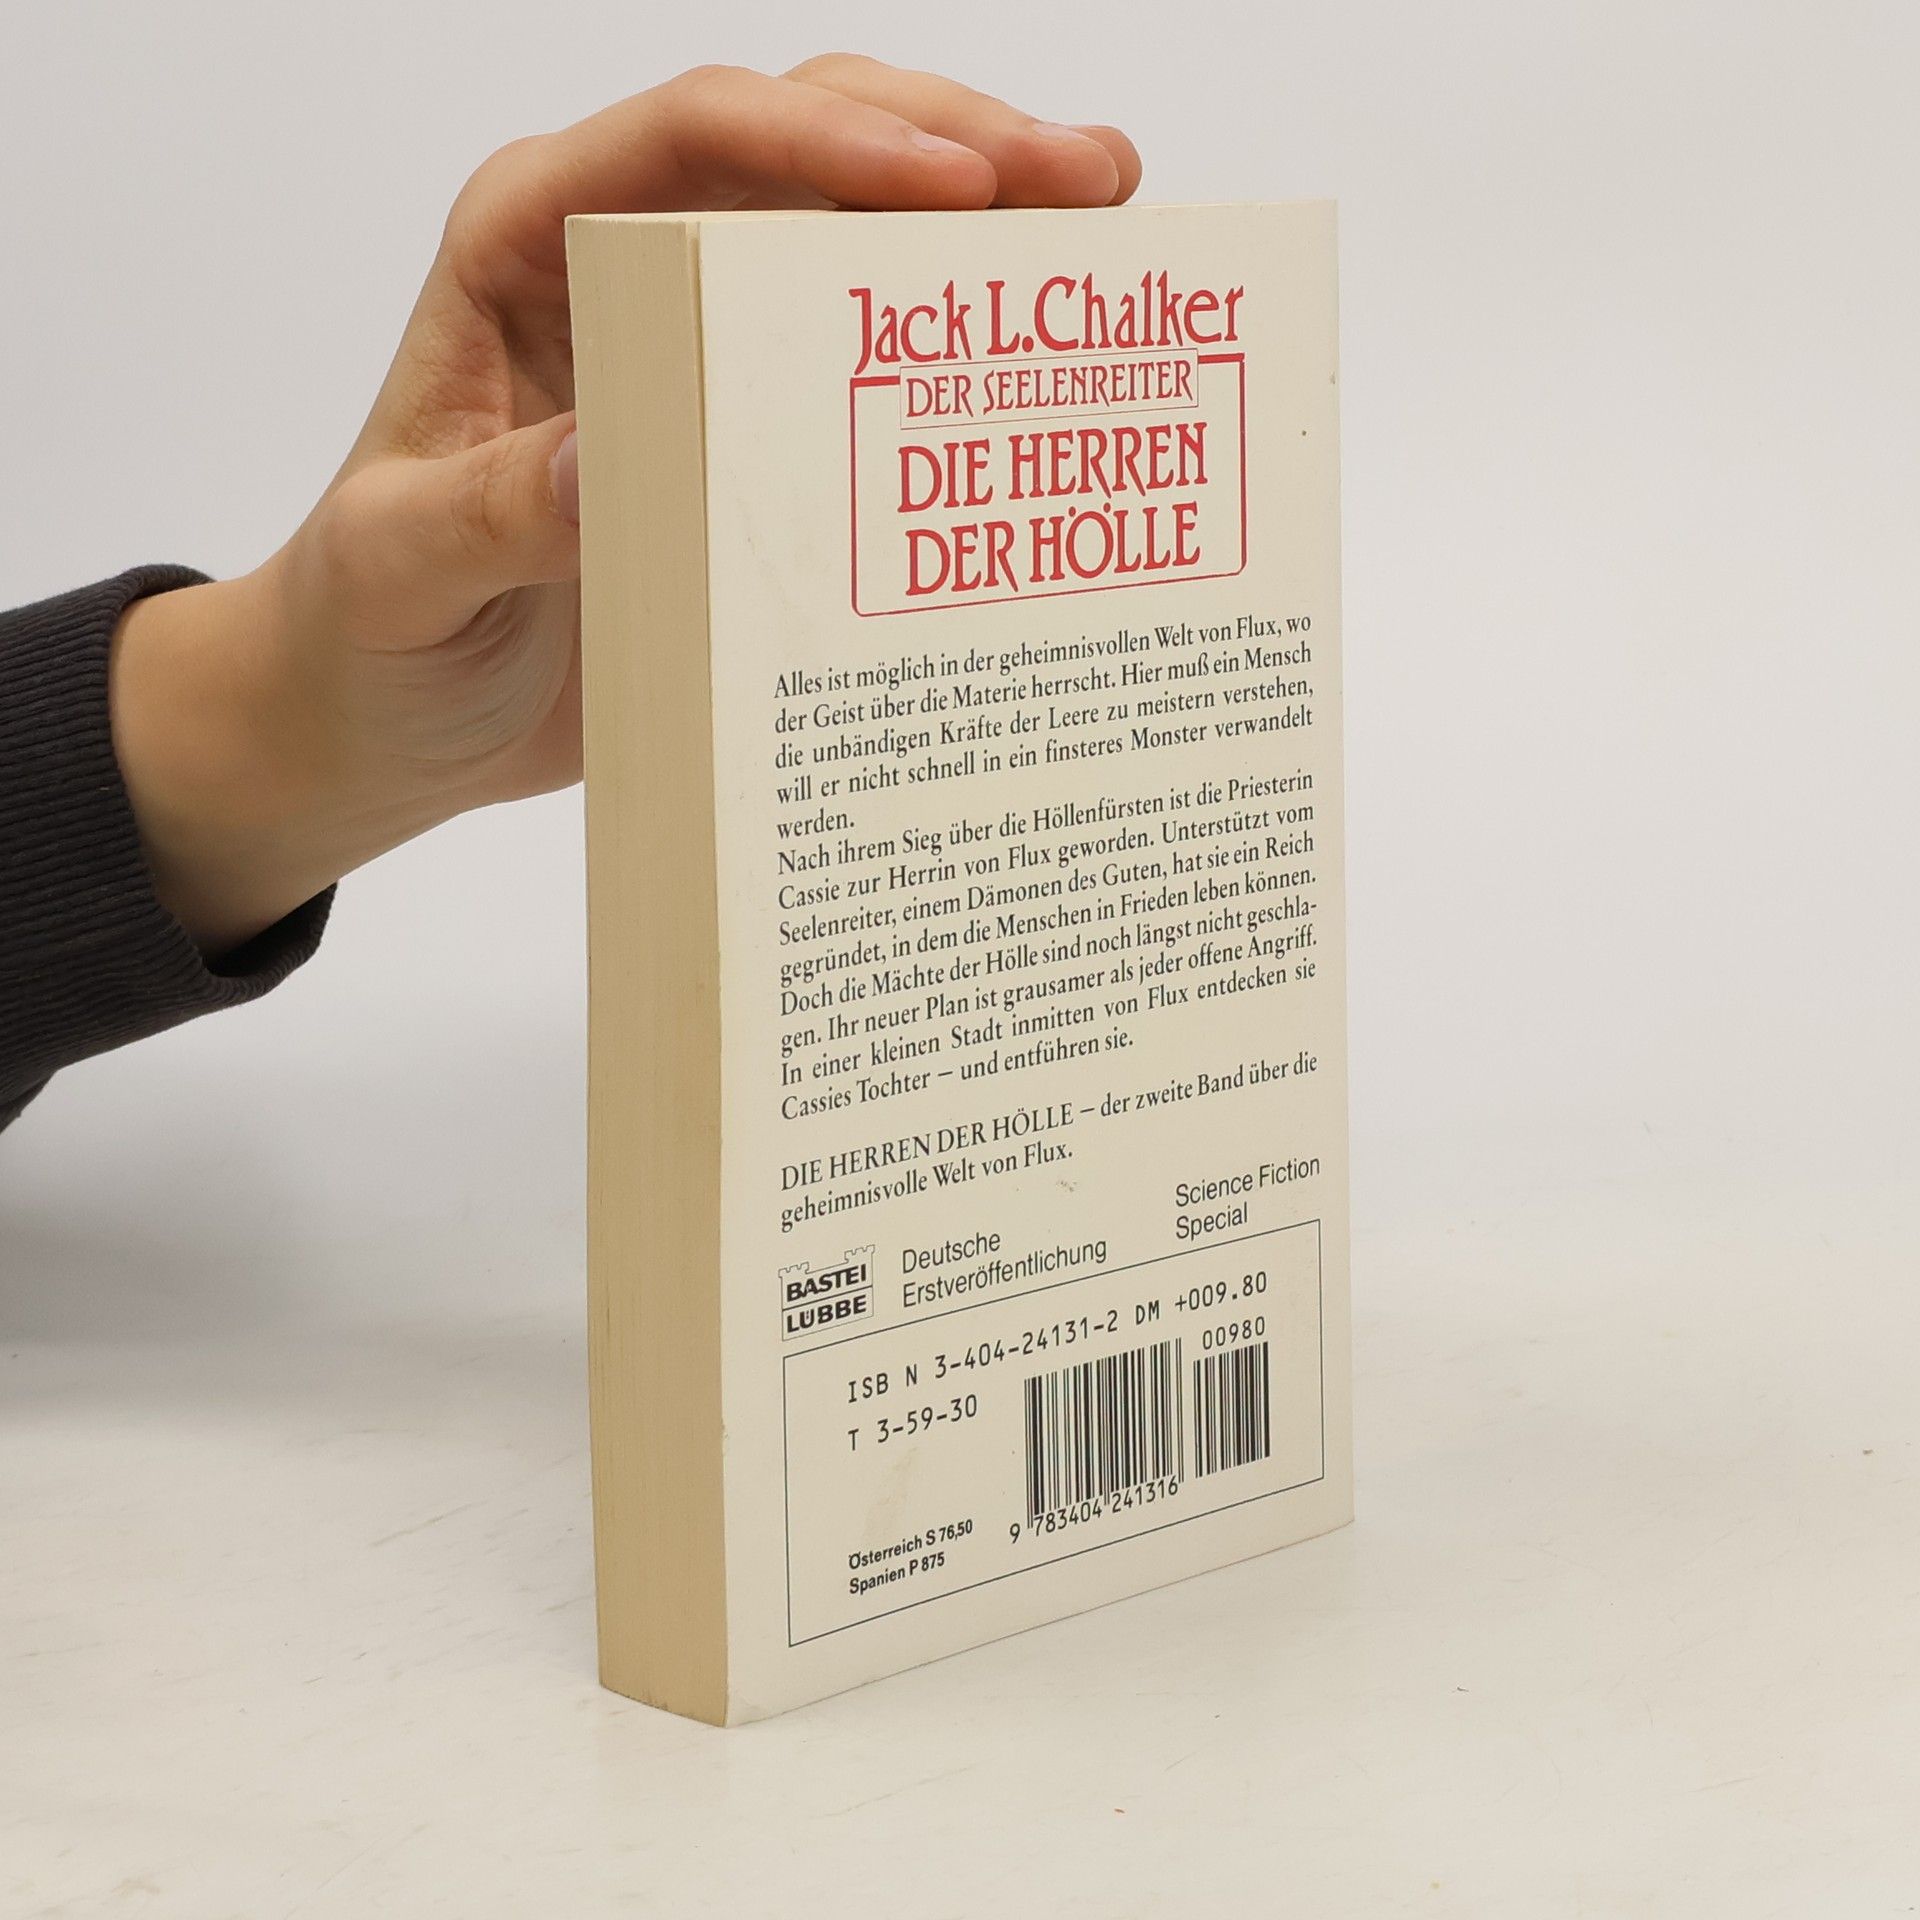 Jack L. Chalker
DER SEELENREITER
DIE HERREN
DER HÖLLE
Alles ist möglich in der geheimnisvollen Welt von Flux, wo
der Geist über die Materie herrscht. Hier muß ein Mensch
die unbändigen Kräfte der Leere zu meistern verstehen,
will er nicht schnell in ein finsteres Monster verwandelt
werden.
Nach ihrem Sieg über die Höllenfürsten ist die Priesterin
Cassie zur Herrin von Flux geworden. Unterstützt vom
Seelenreiter, einem Dämonen des Guten, hat sie ein Reich
gegründet, in dem die Menschen in Frieden leben können.
Doch die Mächte der Hölle sind noch längst nicht geschla-
gen. Ihr neuer Plan ist grausamer als jeder offene Angriff.
In einer kleinen Stadt inmitten von Flux entdecken sie
Cassies Tochter – und entführen sie.
DIE HERREN DER HÖLLE – der zweite Band über die
geheimnisvolle Welt von Flux.
BASTEI
LÜBBE
Deutsche
Erstveröffentlichung
Science Fiction
Special
ISB N 3-404-24131-2 DM +009.80
T 3-59-30
00980
9 783404 241316
Österreich S 76,50
Spanien P 875